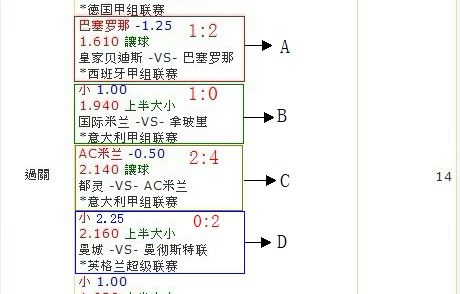 *德国甲组联赛
巴塞罗那 -1.25 1:2
1.610 讓球
皇家贝迪斯 -VS- 巴塞罗那
*西班牙甲组联赛
A
小 1.00 1:0
1.940 上半大小
国际米兰 -VS- 拿玻里
*意大利甲组联赛
B
過關
AC米兰 -0.50 2:4
2.140 讓球
都灵 -VS- AC米兰
*意大利甲组联赛
C
14
小 2.25 0:2
2.160 上半大小
曼城 -VS- 曼彻斯特联
*英格兰超级联赛
D
小 1.00